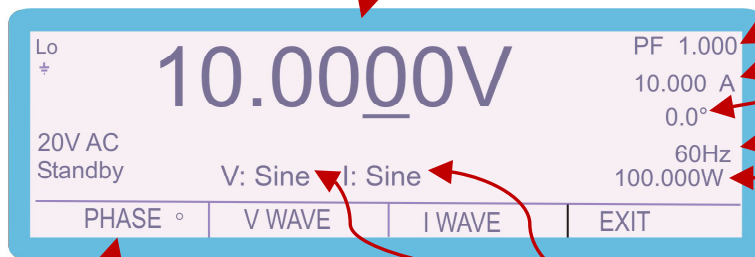 Lo
10.0000V
PF 1.000
10.000 A
0.0°
20V AC
Standby
V: Sine I: Sine
60Hz
100.000W
PHASE °
V WAVE
I WAVE
EXIT